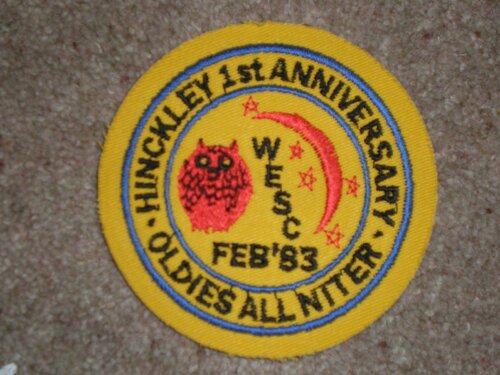 · HINCKLEY 1st ANNIVERSARY ·
OLDIES ALL NITER
WESC
FEB '83